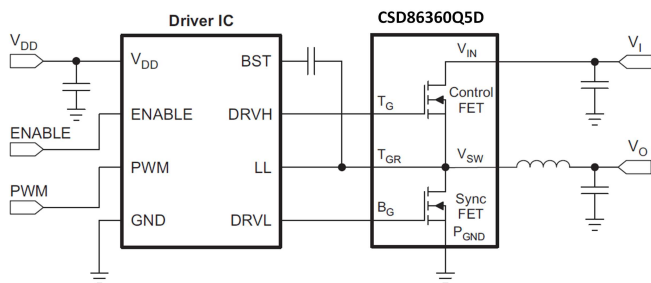 Driver IC
CSD86360Q5D
VDD
VDD
BST
VIN
VI
Control
FET
ENABLE
ENABLE
DRVH
TG
PWM
PWM
LL
TGR
VSW
VO
GND
DRVL
BG
Sync
FET
PGND